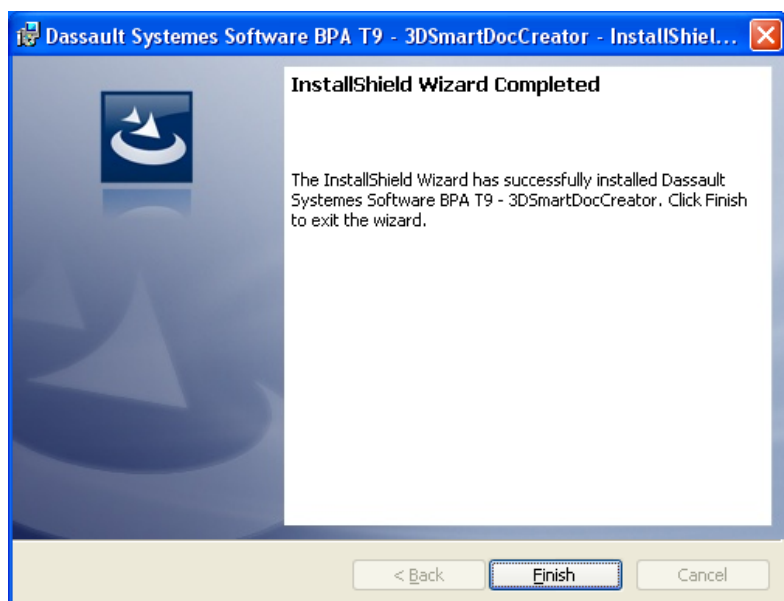 Dassault Systemes Software BPA T9 - 3DSmartDocCreator - InstallShiel...
InstallShield Wizard Completed
The InstallShield Wizard has successfully installed Dassault
Systemes Software BPA T9 - 3DSmartDocCreator. Click Finish
to exit the wizard.
< Back Finish Cancel